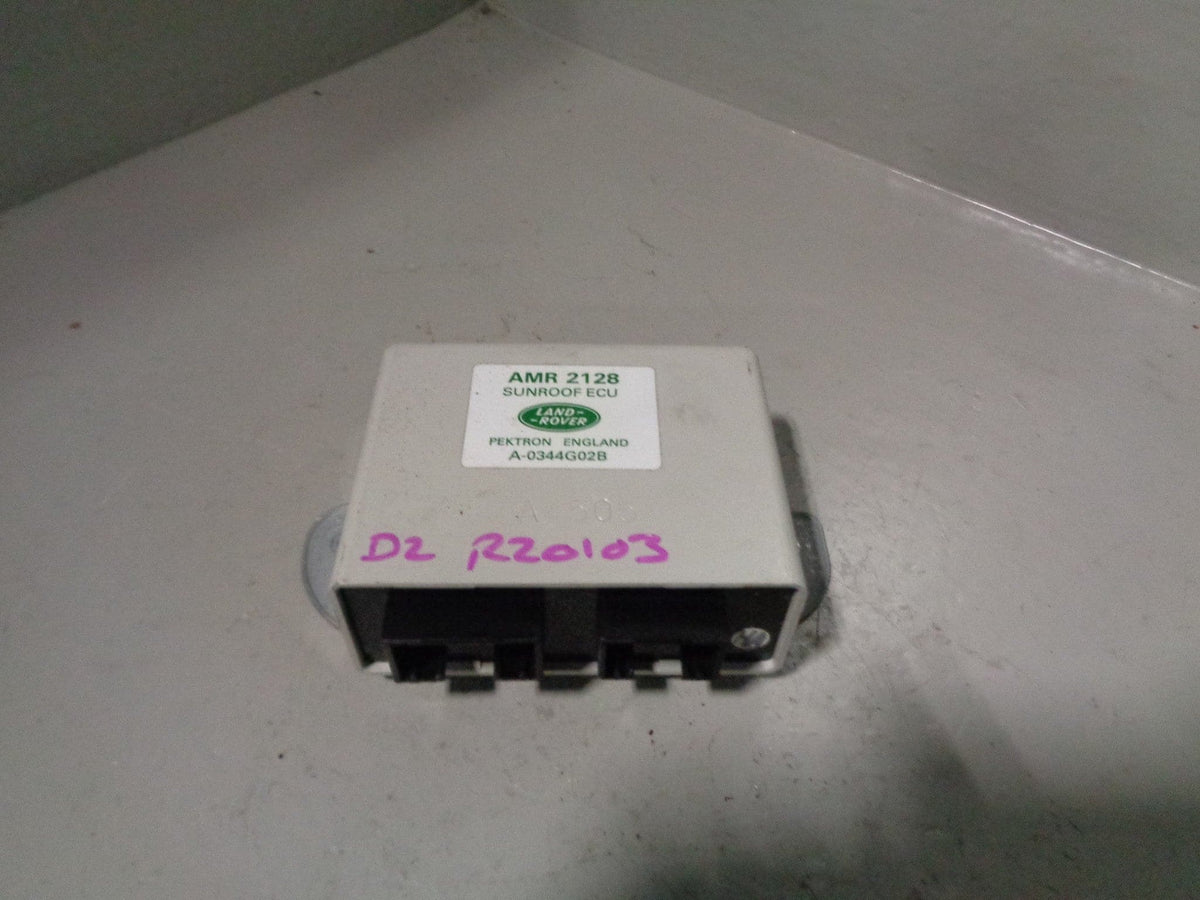 AMR 2128
SUNROOF ECU
LAND-
-ROVER
PEKTRON ENGLAND
A-0344G02B
D2 R20103